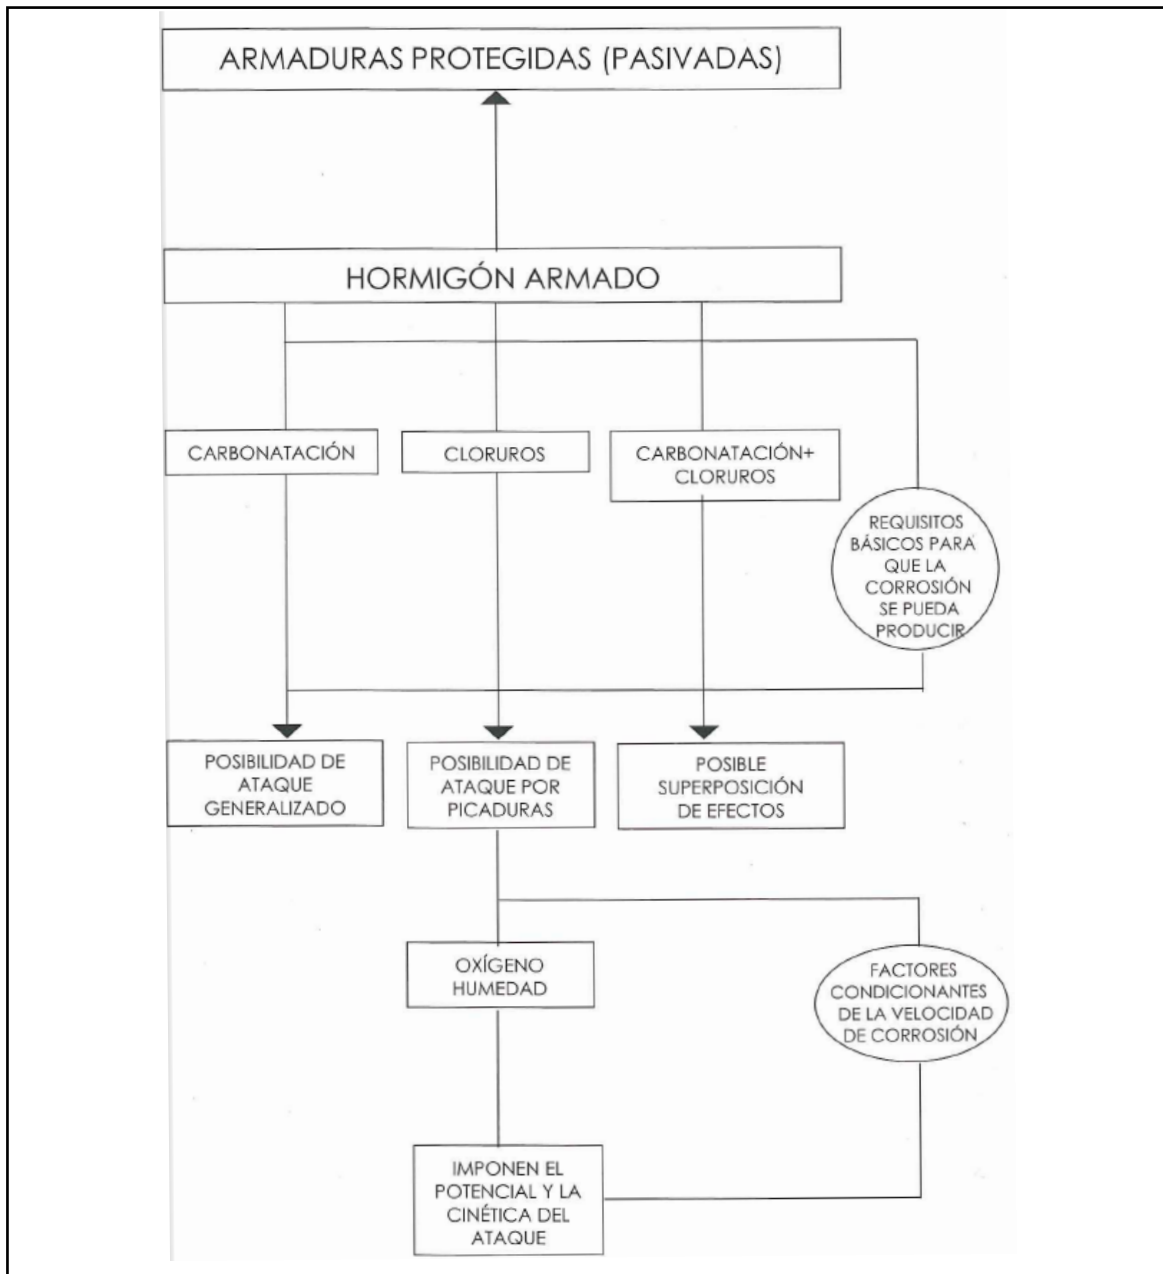 ARMADURAS PROTEGIDAS (PASIVADAS)
HORMIGÓN ARMADO
CARBONATACIÓN
CLORUROS
CARBONATACIÓN+
CLORUROS
REQUISITOS
BÁSICOS PARA
QUE LA
CORROSIÓN
SE PUEDA
PRODUCIR
POSIBILIDAD DE
ATAQUE
GENERALIZADO
POSIBILIDAD DE
ATAQUE POR
PICADURAS
POSIBLE
SUPERPOSICIÓN
DE EFECTOS
OXÍGENO
HUMEDAD
FACTORES
CONDICIONANTES
DE LA VELOCIDAD
DE CORROSIÓN
IMPONEN EL
POTENCIAL Y LA
CINÉTICA DEL
ATAQUE